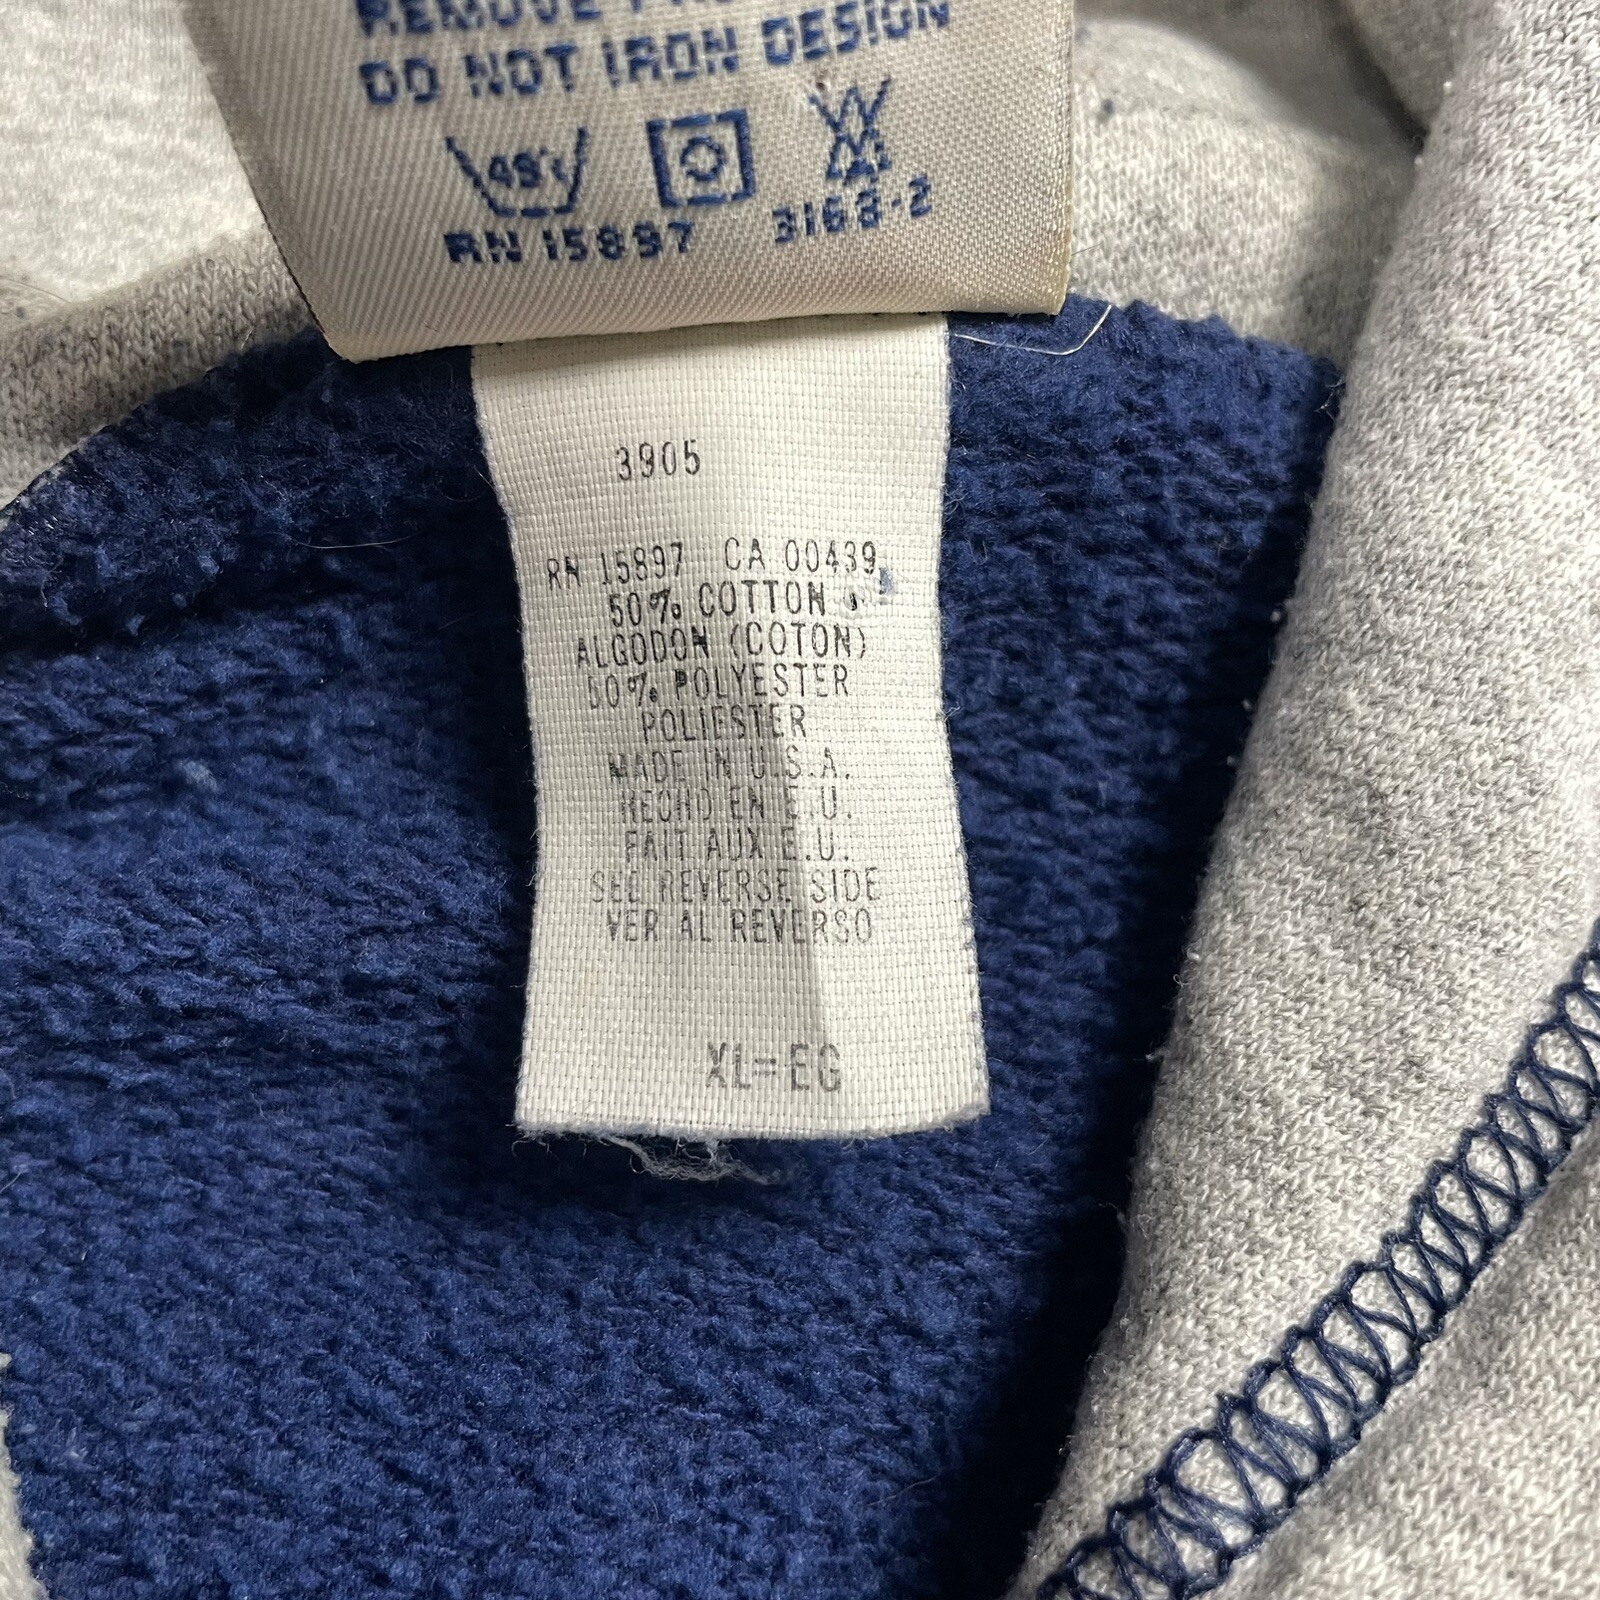 REMOVE
DO NOT IRON DESIGN
49°c
RN 15897 3168-2
3905
RN 15897 CA 00439
50% COTTON
ALGODON (COTON)
50% POLYESTER
POLIESTER
MADE IN U.S.A.
HECHO EN E.U.
FAIT AUX E.U.
SEE REVERSE SIDE
VER AL REVERSO
XL=EG